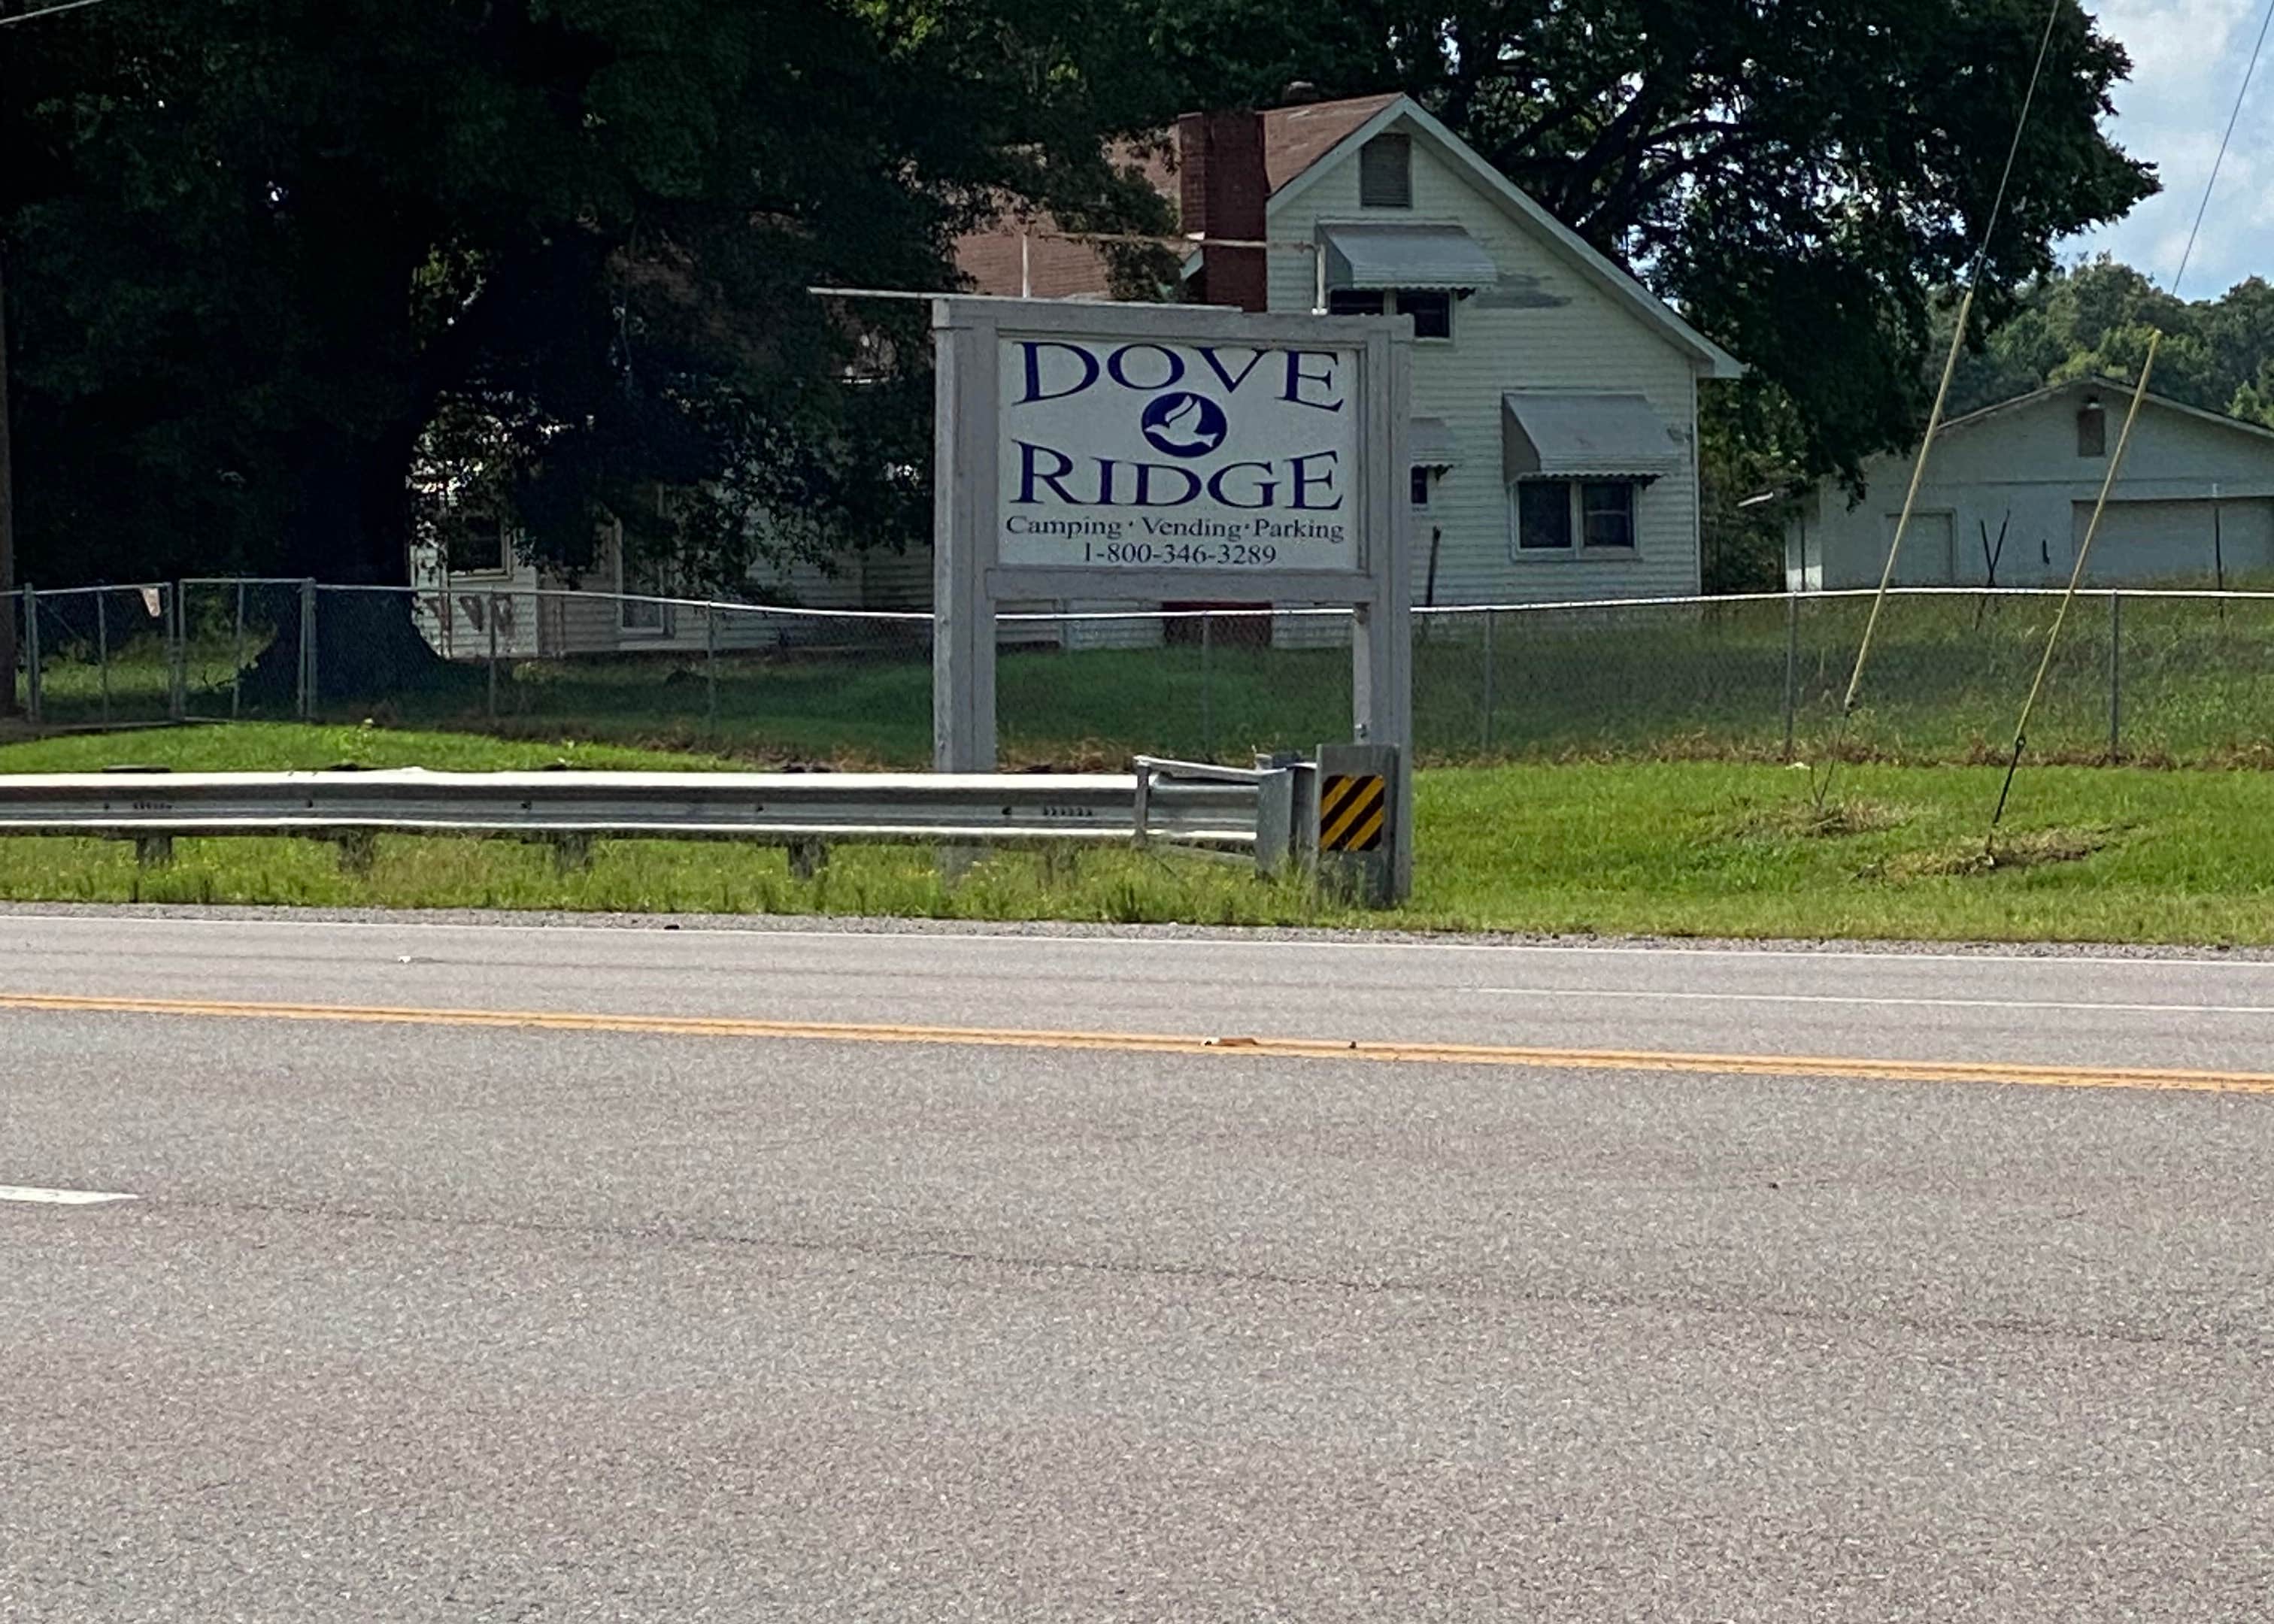 DOVE
RIDGE
Camping · Vending · Parking
1-800-346-3289